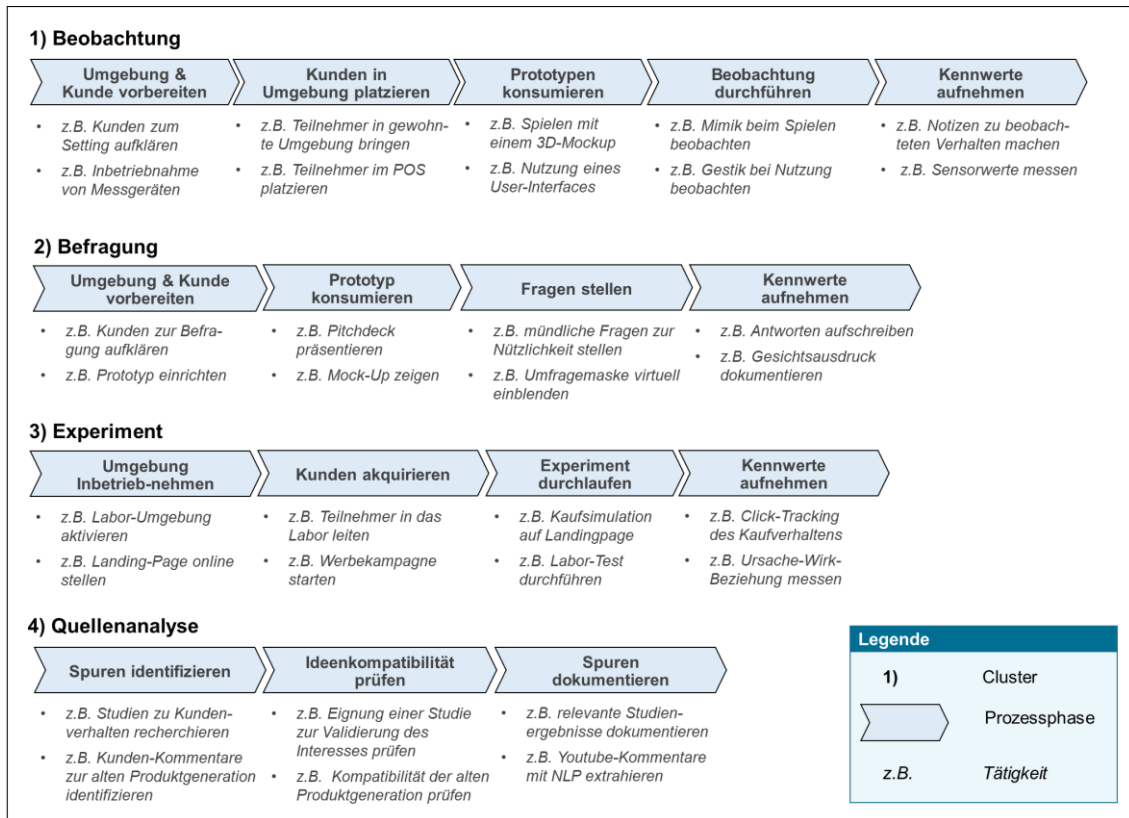 1) Beobachtung
Umgebung &
Kunde vorbereiten
Kunden in
Umgebung platzieren
Prototypen
konsumieren
Beobachtung
durchführen
Kennwerte
aufnehmen
• z.B. Kunden zum
Setting aufklären
• z.B. Inbetriebnahme
von Messgeräten
• z.B. Teilnehmer in gewohn-
te Umgebung bringen
• z.B. Teilnehmer im POS
platzieren
• z.B. Spielen mit
einem 3D-Mockup
• z.B. Nutzung eines
User-Interfaces
• z.B. Mimik beim Spielen
beobachten
• z.B. Gestik bei Nutzung
beobachten
• z.B. Notizen zu beobach-
teten Verhalten machen
• z.B. Sensorwerte messen
2) Befragung
Umgebung & Kunde
vorbereiten
Prototyp
konsumieren
Fragen stellen
Kennwerte
aufnehmen
• z.B. Kunden zur Befra-
gung aufklären
• z.B. Prototyp einrichten
• z.B. Pitchdeck
präsentieren
• z.B. Mock-Up zeigen
• z.B. mündliche Fragen zur
Nützlichkeit stellen
• z.B. Umfragemaske virtuell
einblenden
• z.B. Antworten aufschreiben
• z.B. Gesichtsausdruck
dokumentieren
3) Experiment
Umgebung
Inbetrieb-nehmen
Kunden akquirieren
Experiment
durchlaufen
Kennwerte
aufnehmen
• z.B. Labor-Umgebung
aktivieren
• z.B. Landing-Page online
stellen
• z.B. Teilnehmer in das
Labor leiten
• z.B. Werbekampagne
starten
• z.B. Kaufsimulation
auf Landingpage
• z.B. Labor-Test
durchführen
• z.B. Click-Tracking
des Kaufverhaltens
• z.B. Ursache-Wirk-
Beziehung messen
4) Quellenanalyse
Spuren identifizieren
Ideenkompatibilität
prüfen
Spuren
dokumentieren
• z.B. Studien zu Kunden-
verhalten recherchieren
• z.B. Kunden-Kommentare
zur alten Produktgeneration
identifizieren
• z.B. Eignung einer Studie
zur Validierung des
Interesses prüfen
• z.B. Kompatibilität der alten
Produktgeneration prüfen
• z.B. relevante Studien-
ergebnisse dokumentieren
• z.B. Youtube-Kommentare
mit NLP extrahieren
Legende
1) Cluster
Prozessphase
z.B. Tätigkeit